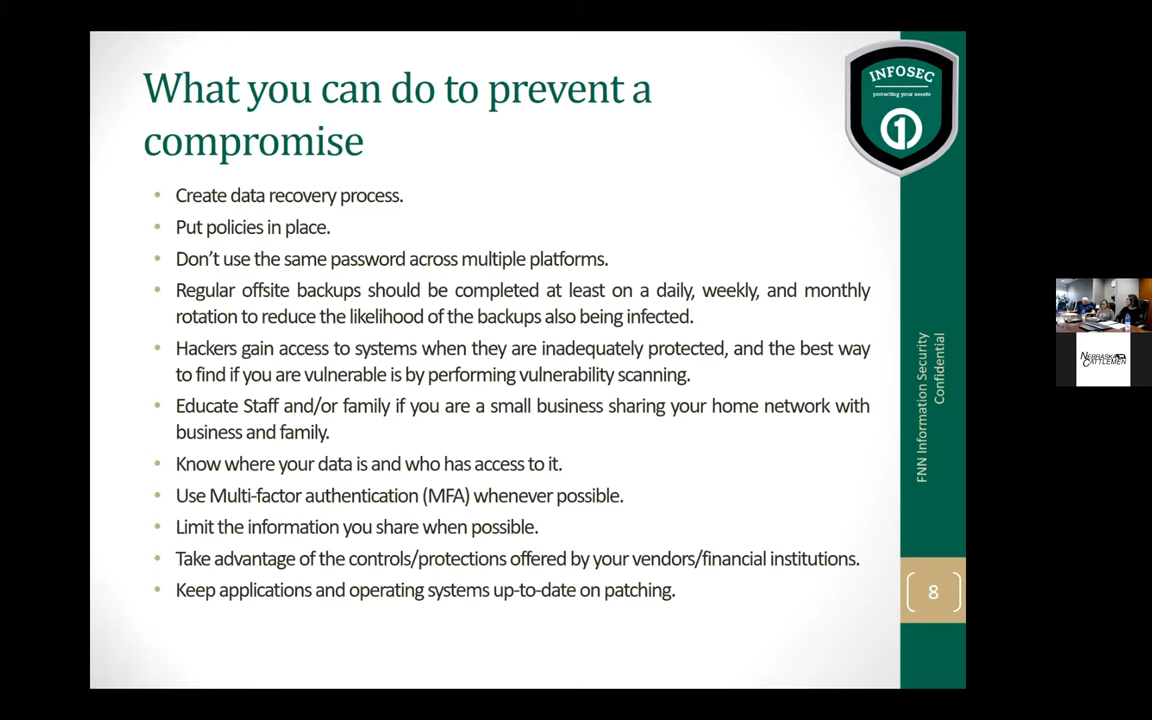 What you can do to prevent a
compromise
• Create data recovery process.
• Put policies in place.
• Don’t use the same password across multiple platforms.
• Regular offsite backups should be completed at least on a daily, weekly, and monthly
rotation to reduce the likelihood of the backups also being infected.
• Hackers gain access to systems when they are inadequately protected, and the best way
to find if you are vulnerable is by performing vulnerability scanning.
• Educate Staff and/or family if you are a small business sharing your home network with
business and family.
• Know where your data is and who has access to it.
• Use Multi-factor authentication (MFA) whenever possible.
• Limit the information you share when possible.
• Take advantage of the controls/protections offered by your vendors/financial institutions.
• Keep applications and operating systems up-to-date on patching.
INFOSEC
protecting your assets
1
FNN Information Security
Confidential
8
NEBRASKA
CATTLEMEN